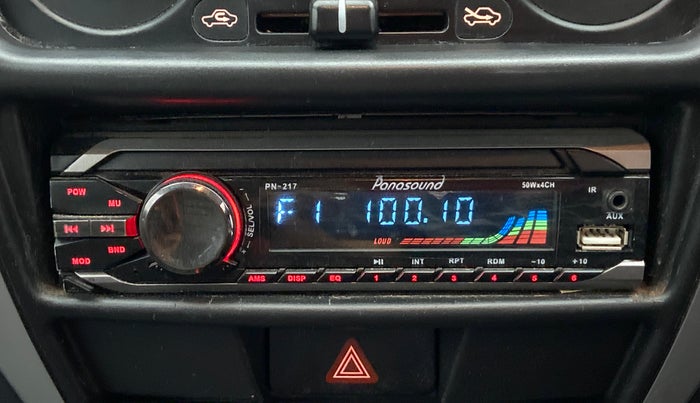 PN-217 Panasound 50Wx4CH
IR
POW
MU
SEL/VOL
F1 100.10
LOUD
AUX
BND
MOD
INT RPT RDM -10 +10
AMS DISP EQ 1 2 3 4 5 6